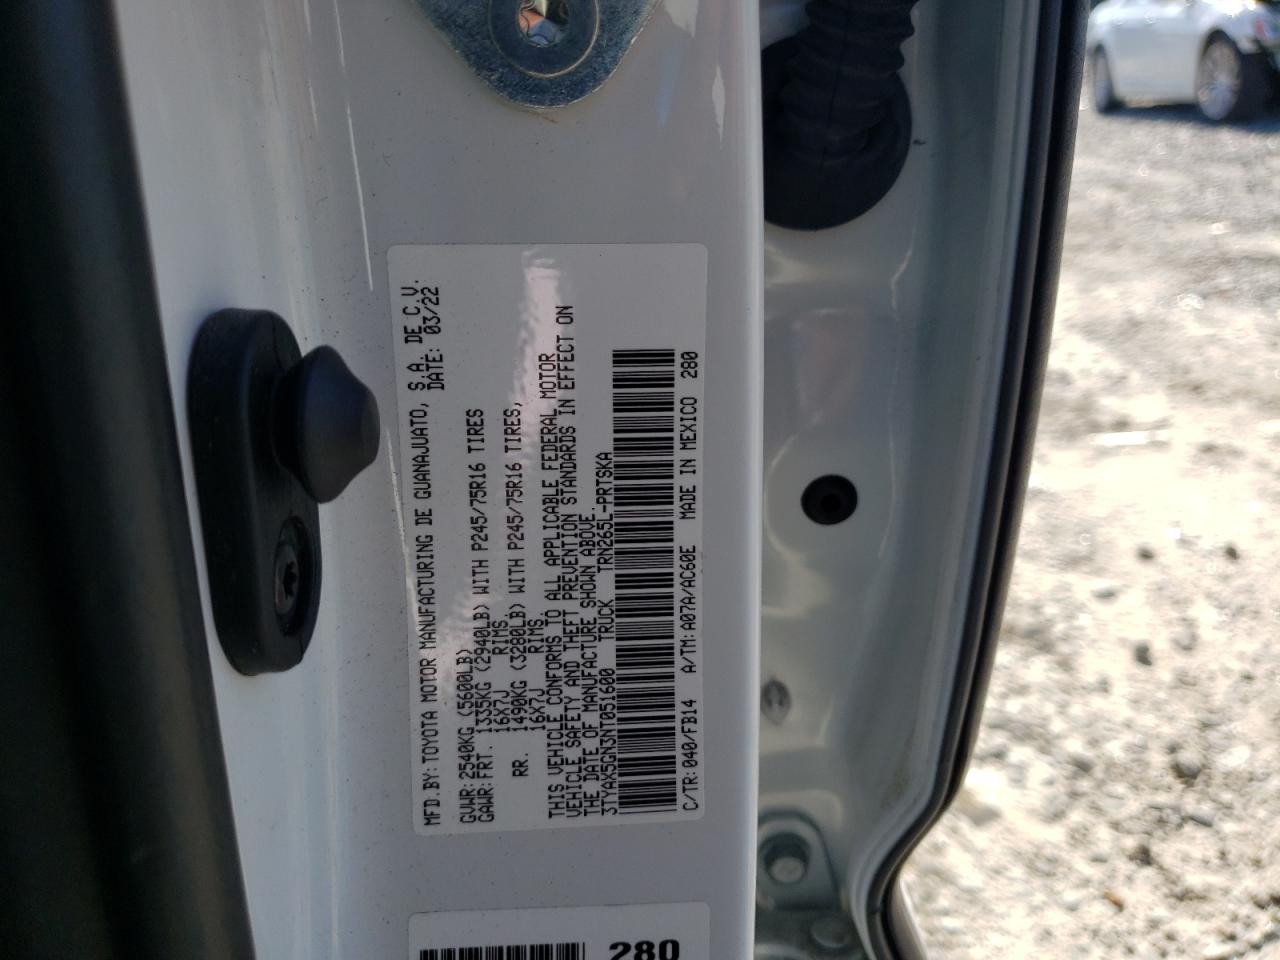 MFD. BY: TOYOTA MOTOR MANUFACTURING DE GUANAJUATO, S.A. DE C.V.
DATE: 03/22
GVWR: 2540KG (5600LB)
GAWR: FRT. 1335KG (2940LB) WITH P245/75R16 TIRES
16X7J RIMS.
RR. 1490KG (3280LB) WITH P245/75R16 TIRES,
16X7J RIMS.
THIS VEHICLE CONFORMS TO ALL APPLICABLE FEDERAL MOTOR
VEHICLE SAFETY AND THEFT PREVENTION STANDARDS IN EFFECT ON
THE DATE OF MANUFACTURE SHOWN ABOVE.
3TYAX5GN3NT051600 TRUCK TRN265L-PRTSKA
C/TR: 040/FB14 A/TM: A07A/AC60E MADE IN MEXICO 280
280